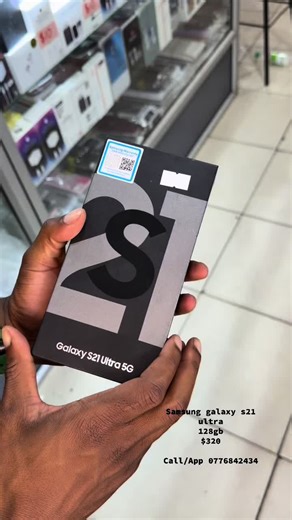 S21
Galaxy S21 Ultra 5G
Samsung galaxy s21
ultra
128gb
$320
Call/App 0776842434